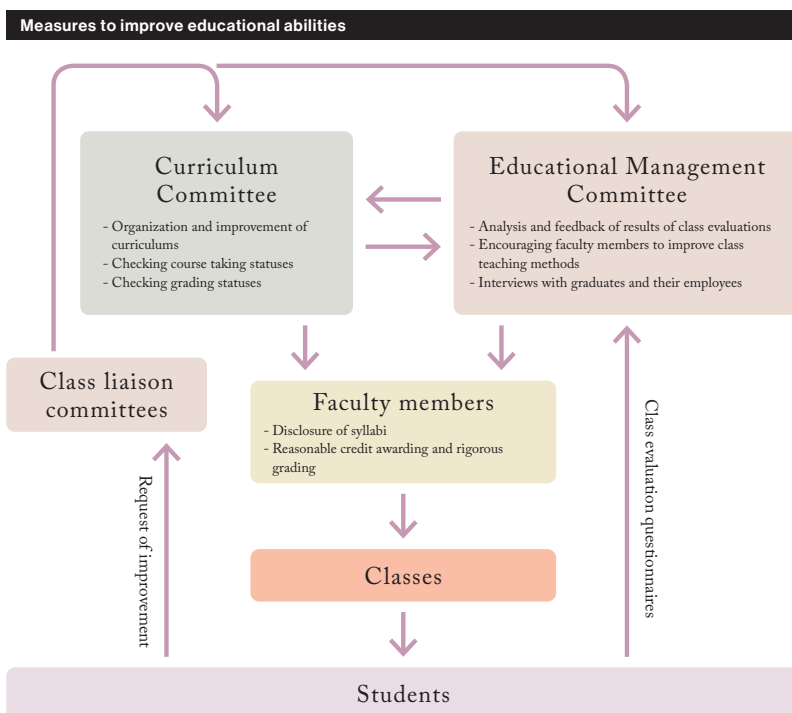 Measures to improve educational abilities
Curriculum
Committee
- Organization and improvement of
curriculums
- Checking course taking statuses
- Checking grading statuses
Educational Management
Committee
- Analysis and feedback of results of class evaluations
- Encouraging faculty members to improve class
teaching methods
- Interviews with graduates and their employees
Class liaison
committees
Faculty members
- Disclosure of syllabi
- Reasonable credit awarding and rigorous
grading
Class evaluation questionnaires
Request of improvement
Classes
Students